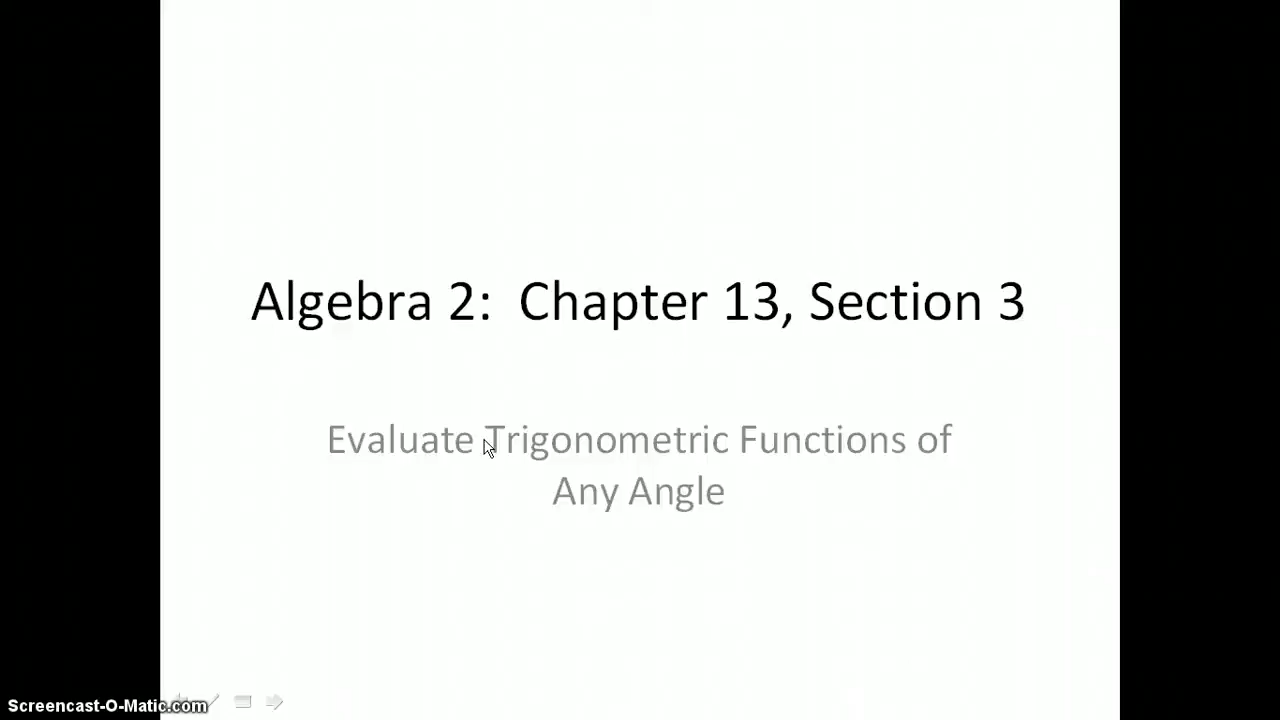 Algebra 2: Chapter 13, Section 3
Evaluate Trigonometric Functions of
Any Angle
Screencast-O-Matic.com